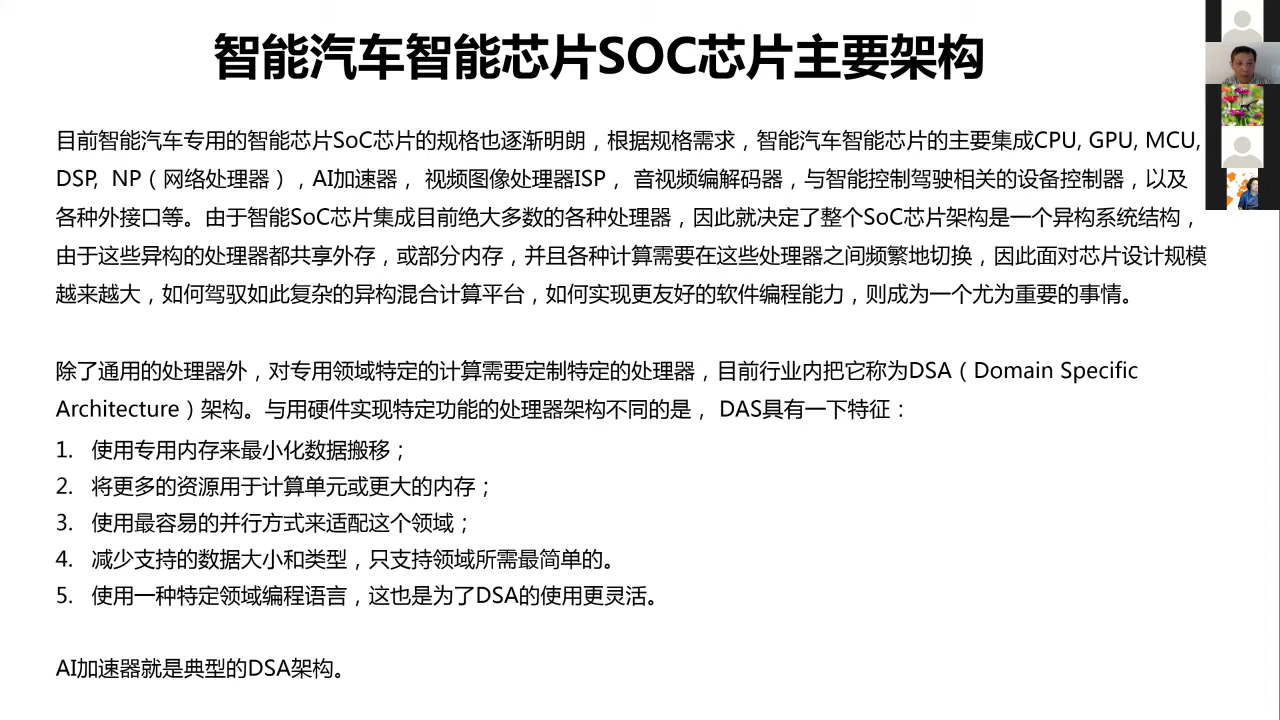 智能汽车智能芯片SOC芯片主要架构
目前智能汽车专用的智能芯片SoC芯片的规格也逐渐明朗，根据规格需求，智能汽车智能芯片的主要集成CPU, GPU, MCU,
DSP, NP（网络处理器），AI加速器， 视频图像处理器ISP， 音视频编解码器，与智能控制驾驶相关的设备控制器，以及
各种外接口等。由于智能SoC芯片集成目前绝大多数的各种处理器，因此就决定了整个SoC芯片架构是一个异构系统结构，
由于这些异构的处理器都共享外存，或部分内存，并且各种计算需要在这些处理器之间频繁地切换，因此面对芯片设计规模
越来越大，如何驾驭如此复杂的异构混合计算平台，如何实现更友好的软件编程能力，则成为一个尤为重要的事情。
除了通用的处理器外，对专用领域特定的计算需要定制特定的处理器，目前行业内把它称为DSA（Domain Specific
Architecture）架构。与用硬件实现特定功能的处理器架构不同的是， DAS具有一下特征：
1. 使用专用内存来最小化数据搬移；
2. 将更多的资源用于计算单元或更大的内存；
3. 使用最容易的并行方式来适配这个领域；
4. 减少支持的数据大小和类型，只支持领域所需最简单的。
5. 使用一种特定领域编程语言，这也是为了DSA的使用更灵活。
AI加速器就是典型的DSA架构。